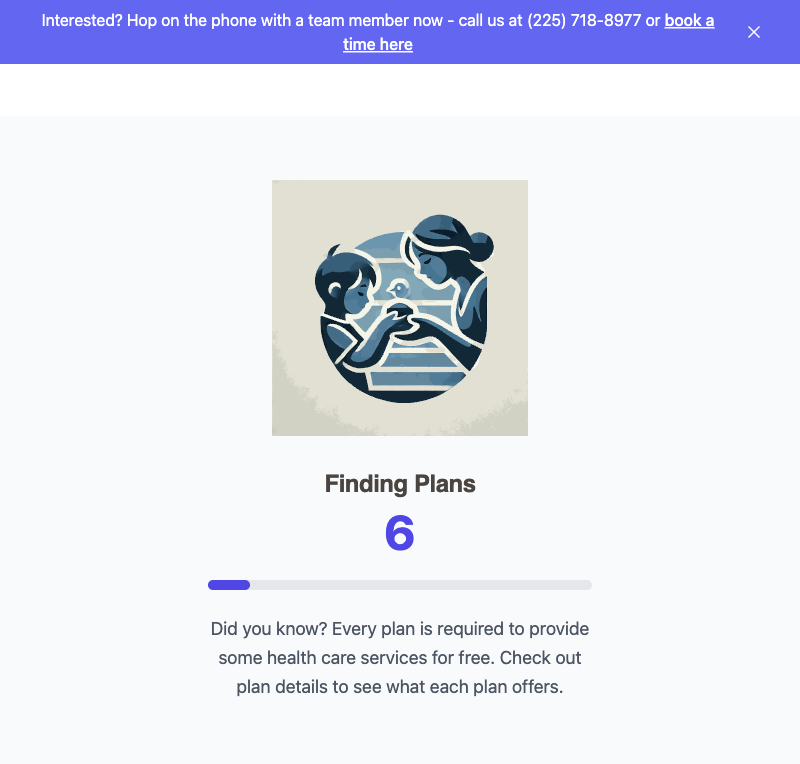 Interested? Hop on the phone with a team member now - call us at (225) 718-8977 or book a
time here
Finding Plans
6
Did you know? Every plan is required to provide
some health care services for free. Check out
plan details to see what each plan offers.